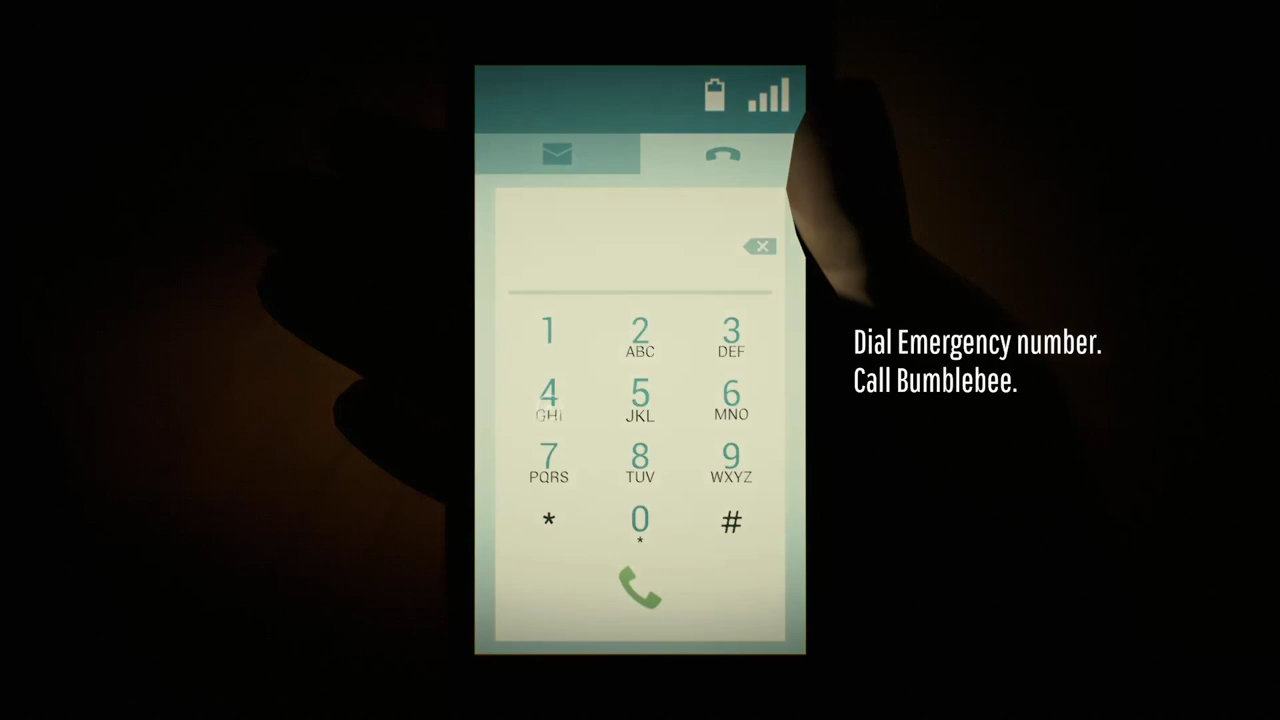 1 2 3
ABC DEF
4 5 6
GHI JKL MNO
7 8 9
PQRS TUV WXYZ
* 0 #
*
Dial Emergency number.
Call Bumblebee.